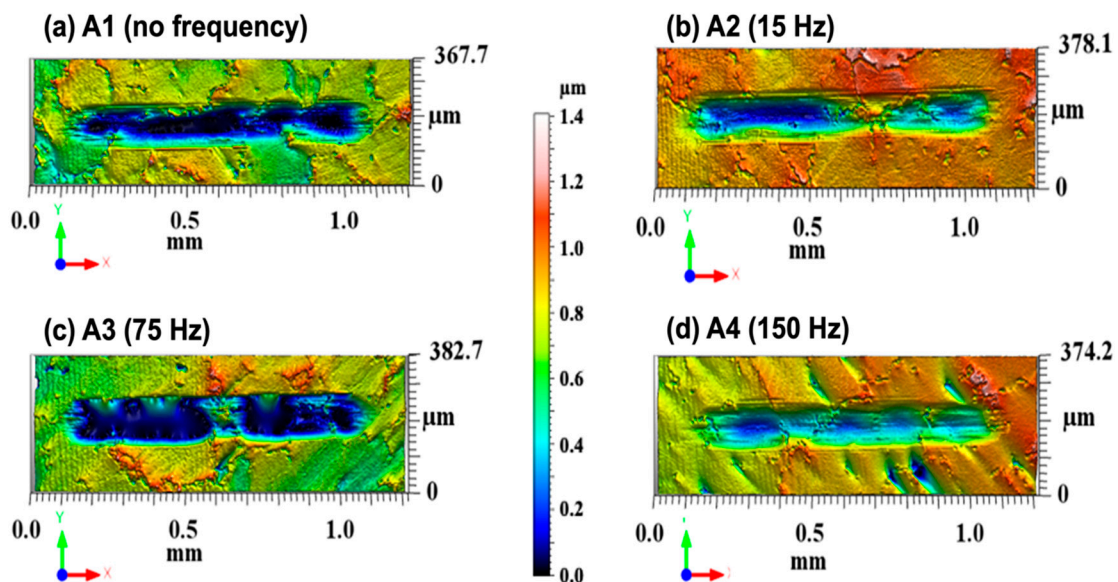 (a) A1 (no frequency)
367.7
μm
0
0.0 0.5 1.0
mm
Y
X
(b) A2 (15 Hz)
378.1
μm
0
0.0 0.5 1.0
mm
Y
X
μm
1.4
1.2
1.0
0.8
0.6
0.4
0.2
0.0
(c) A3 (75 Hz)
382.7
μm
0
0.0 0.5 1.0
mm
Y
X
(d) A4 (150 Hz)
374.2
μm
0
0.0 0.5 1.0
mm